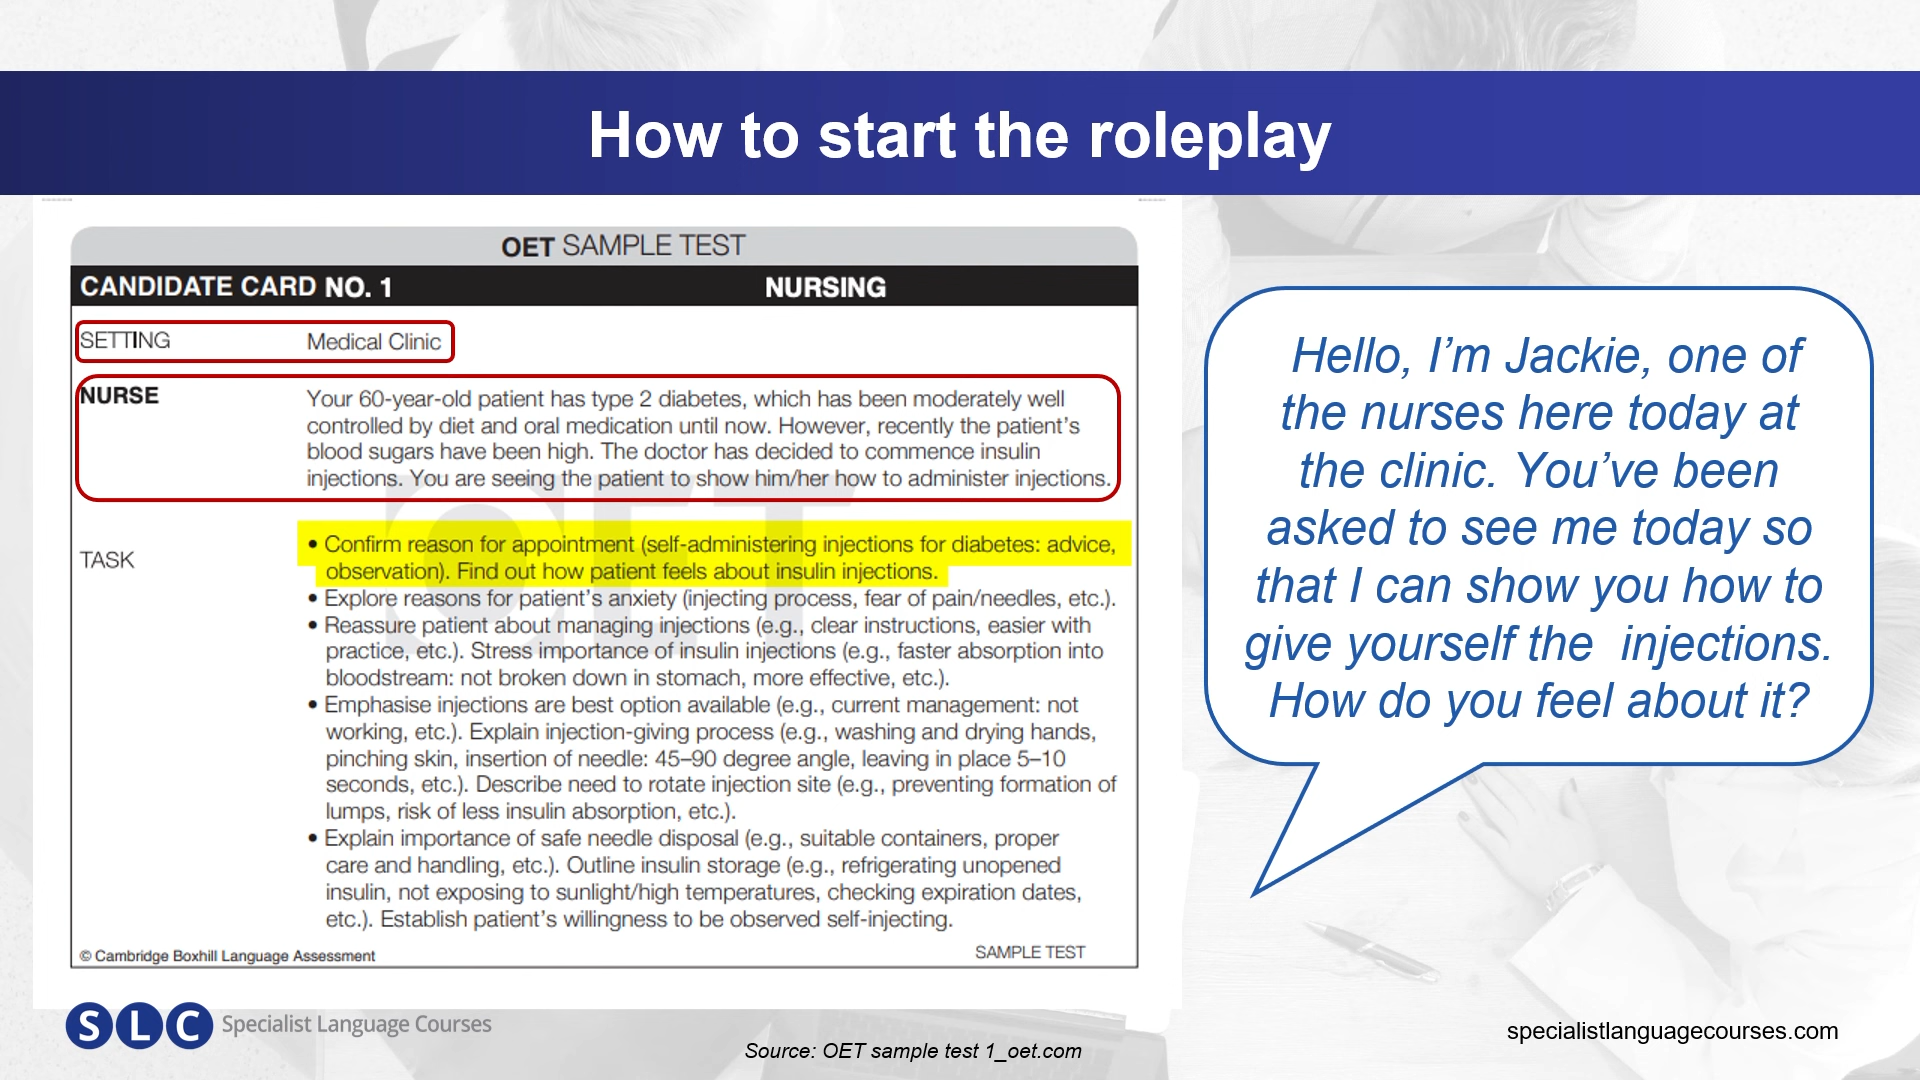 How to start the roleplay
OET SAMPLE TEST
CANDIDATE CARD NO. 1 NURSING
SETTING Medical Clinic
NURSE Your 60-year-old patient has type 2 diabetes, which has been moderately well
controlled by diet and oral medication until now. However, recently the patient's
blood sugars have been high. The doctor has decided to commence insulin
injections. You are seeing the patient to show him/her how to administer injections.
TASK
• Confirm reason for appointment (self-administering injections for diabetes: advice,
observation). Find out how patient feels about insulin injections.
• Explore reasons for patient's anxiety (injecting process, fear of pain/needles, etc.).
• Reassure patient about managing injections (e.g., clear instructions, easier with
practice, etc.). Stress importance of insulin injections (e.g., faster absorption into
bloodstream: not broken down in stomach, more effective, etc.).
• Emphasise injections are best option available (e.g., current management: not
working, etc.). Explain injection-giving process (e.g., washing and drying hands,
pinching skin, insertion of needle: 45–90 degree angle, leaving in place 5–10
seconds, etc.). Describe need to rotate injection site (e.g., preventing formation of
lumps, risk of less insulin absorption, etc.).
• Explain importance of safe needle disposal (e.g., suitable containers, proper
care and handling, etc.). Outline insulin storage (e.g., refrigerating unopened
insulin, not exposing to sunlight/high temperatures, checking expiration dates,
etc.). Establish patient's willingness to be observed self-injecting.
© Cambridge Boxhill Language Assessment SAMPLE TEST
OET
Hello, I'm Jackie, one of
the nurses here today at
the clinic. You've been
asked to see me today so
that I can show you how to
give yourself the injections.
How do you feel about it?
SLC Specialist Language Courses
Source: OET sample test 1_oet.com
specialistlanguagecourses.com